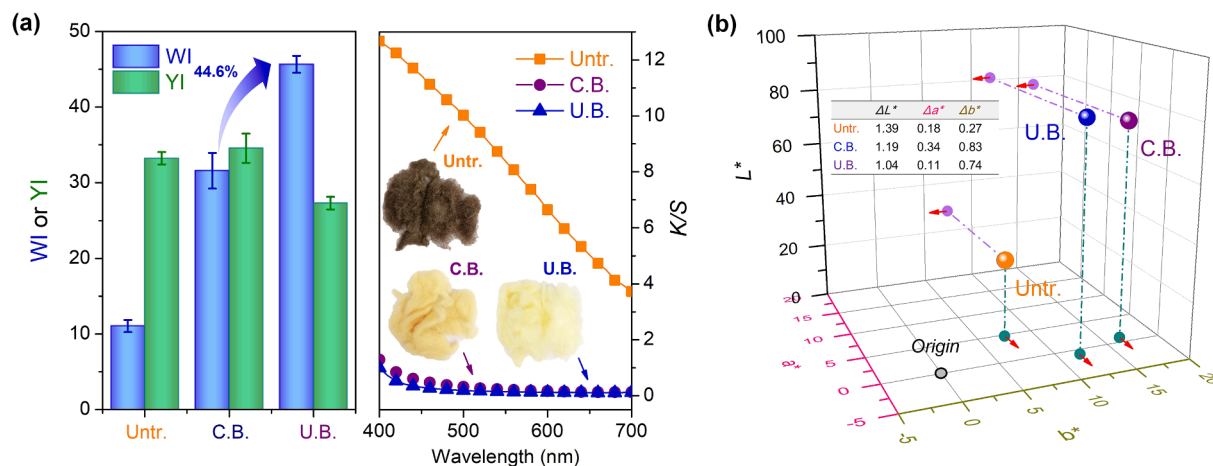 (a)
WI or YI
50
40
30
20
10
0
WI
YI
44.6%
Untr.
C.B.
U.B.
Untr.
C.B.
U.B.
Untr.
C.B.
U.B.
K/S
12
10
8
6
4
2
0
400
500
600
700
Wavelength (nm)
(b)
L*
100
80
60
40
20
0
ΔL* Δa* Δb*
Untr. 1.39 0.18 0.27
C.B. 1.19 0.34 0.83
U.B. 1.04 0.11 0.74
U.B.
C.B.
Untr.
Origin
a*
20
15
10
5
0
-5
b*
-5
0
5
10
15
20